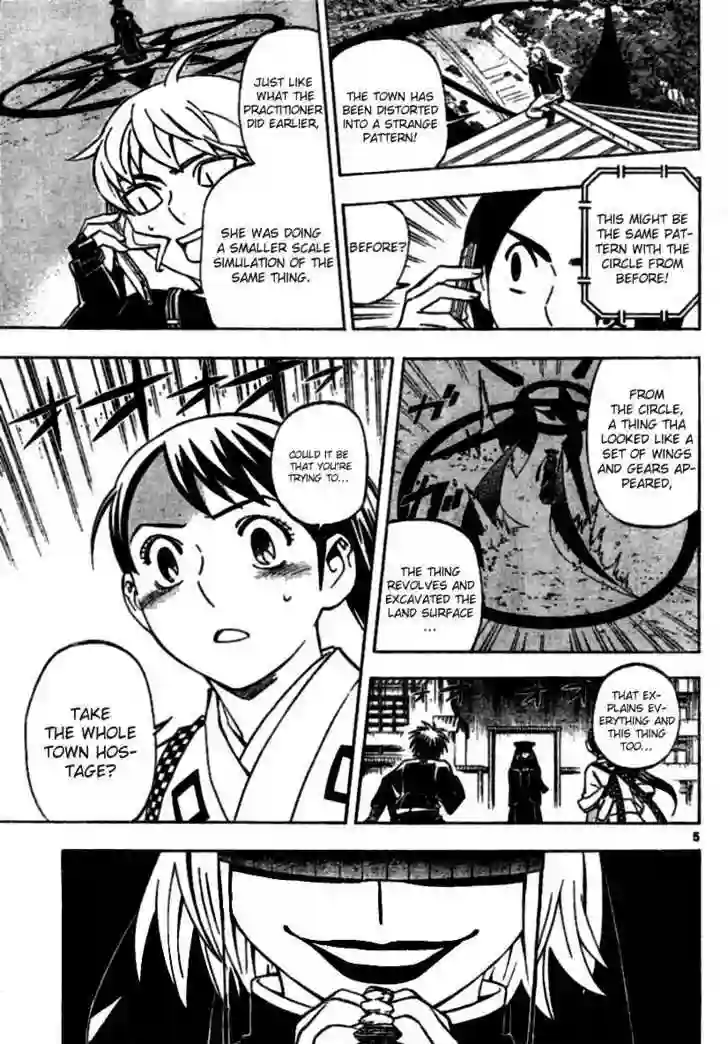 THE TOWN HAS
BEEN DISTORTED
INTO A STRANGE
PATTERN!
JUST LIKE
WHAT THE
PRACTITIONER
DID EARLIER,
SHE WAS DOING
A SMALLER SCALE
SIMULATION OF THE
SAME THING.
THIS MIGHT BE
THE SAME PAT-
TERN WITH THE
CIRCLE FROM
BEFORE!
BEFORE?
FROM
THE CIRCLE,
A THING THA
LOOKED LIKE A
SET OF WINGS
AND GEARS AP-
PEARED,
ガガ
ガガ
THE THING
REVOLVES AND
EXCAVATED THE
LAND SURFACE
...
COULD IT BE
THAT YOU'RE
TRYING TO...
TAKE
THE WHOLE
TOWN HOS-
TAGE?
THAT EX-
PLAINS EV-
ERYTHING AND
THIS THING
TOO...
5